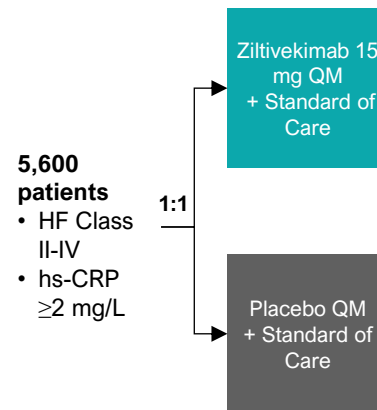 Ziltivekimab 15
mg QM
+ Standard of
Care
5,600
patients
• HF Class
II-IV
• hs-CRP
≥2 mg/L
1:1
Placebo QM
+ Standard of
Care